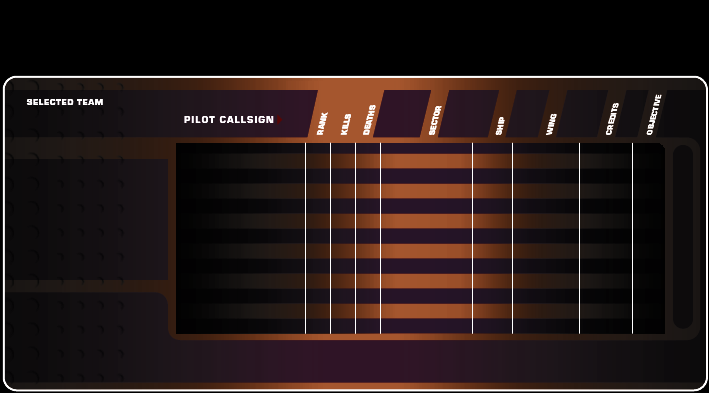 SELECTED TEAM
PILOT CALLSIGN
RANK
KILLS
DEATHS
SECTOR
SHIP
WING
CREDITS
OBJECTIVE